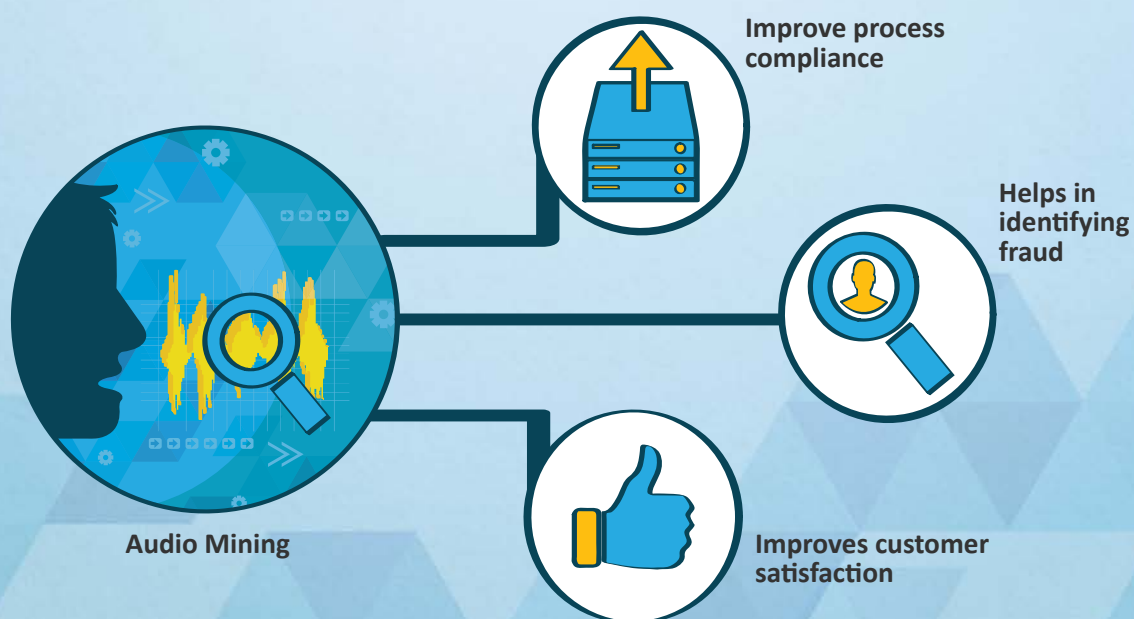 Improve process
compliance
Helps in
identifying
fraud
Audio Mining
Improves customer
satisfaction